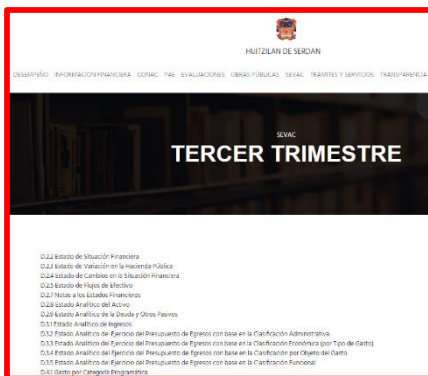 HUITZILAN DE SERDAN
DESEMPEÑO INFORMACION FINANCIERA CONAC PAE EVALUACIONES OBRAS PÚBLICAS SEVAC TRÁMITES Y SERVICIOS TRANSPARENCIA
SEVAC
TERCER TRIMESTRE
D.2.2 Estado de Situación Financiera
D.2.3 Estado de Variación en la Hacienda Pública
D.2.4 Estado de Cambios en la Situación Financiera
D.2.5 Estado de Flujos de Efectivo
D.2.7 Notas a los Estados Financieros
D.2.8 Estado Analítico del Activo
D.2.9 Estado Analítico de la Deuda y Otros Pasivos
D.3.1 Estado Analítico de Ingresos
D.3.2 Estado Analítico del Ejercicio del Presupuesto de Egresos con base en la Clasificación Administrativa
D.3.3 Estado Analítico del Ejercicio del Presupuesto de Egresos con base en la Clasificación Económica (por Tipo de Gasto)
D.3.4 Estado Analítico del Ejercicio del Presupuesto de Egresos con base en la Clasificación por Objeto del Gasto
D.3.5 Estado Analítico del Ejercicio del Presupuesto de Egresos con base en la Clasificación Funcional
D.4.1 Gasto por Categoría Programática